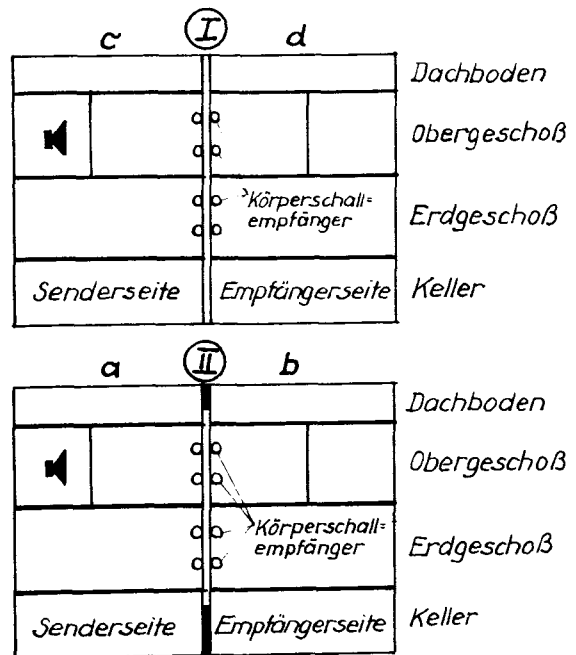 I
c d
Dachboden
Obergeschoß
Körperschall=
empfänger
Erdgeschoß
Senderseite Empfängerseite Keller
II
a b
Dachboden
Obergeschoß
Körperschall=
empfänger
Erdgeschoß
Senderseite Empfängerseite Keller